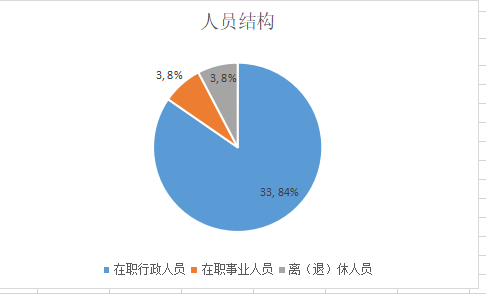 人员结构
3, 8%
3, 8%
33, 84%
在职行政人员 在职事业人员 离（退）休人员